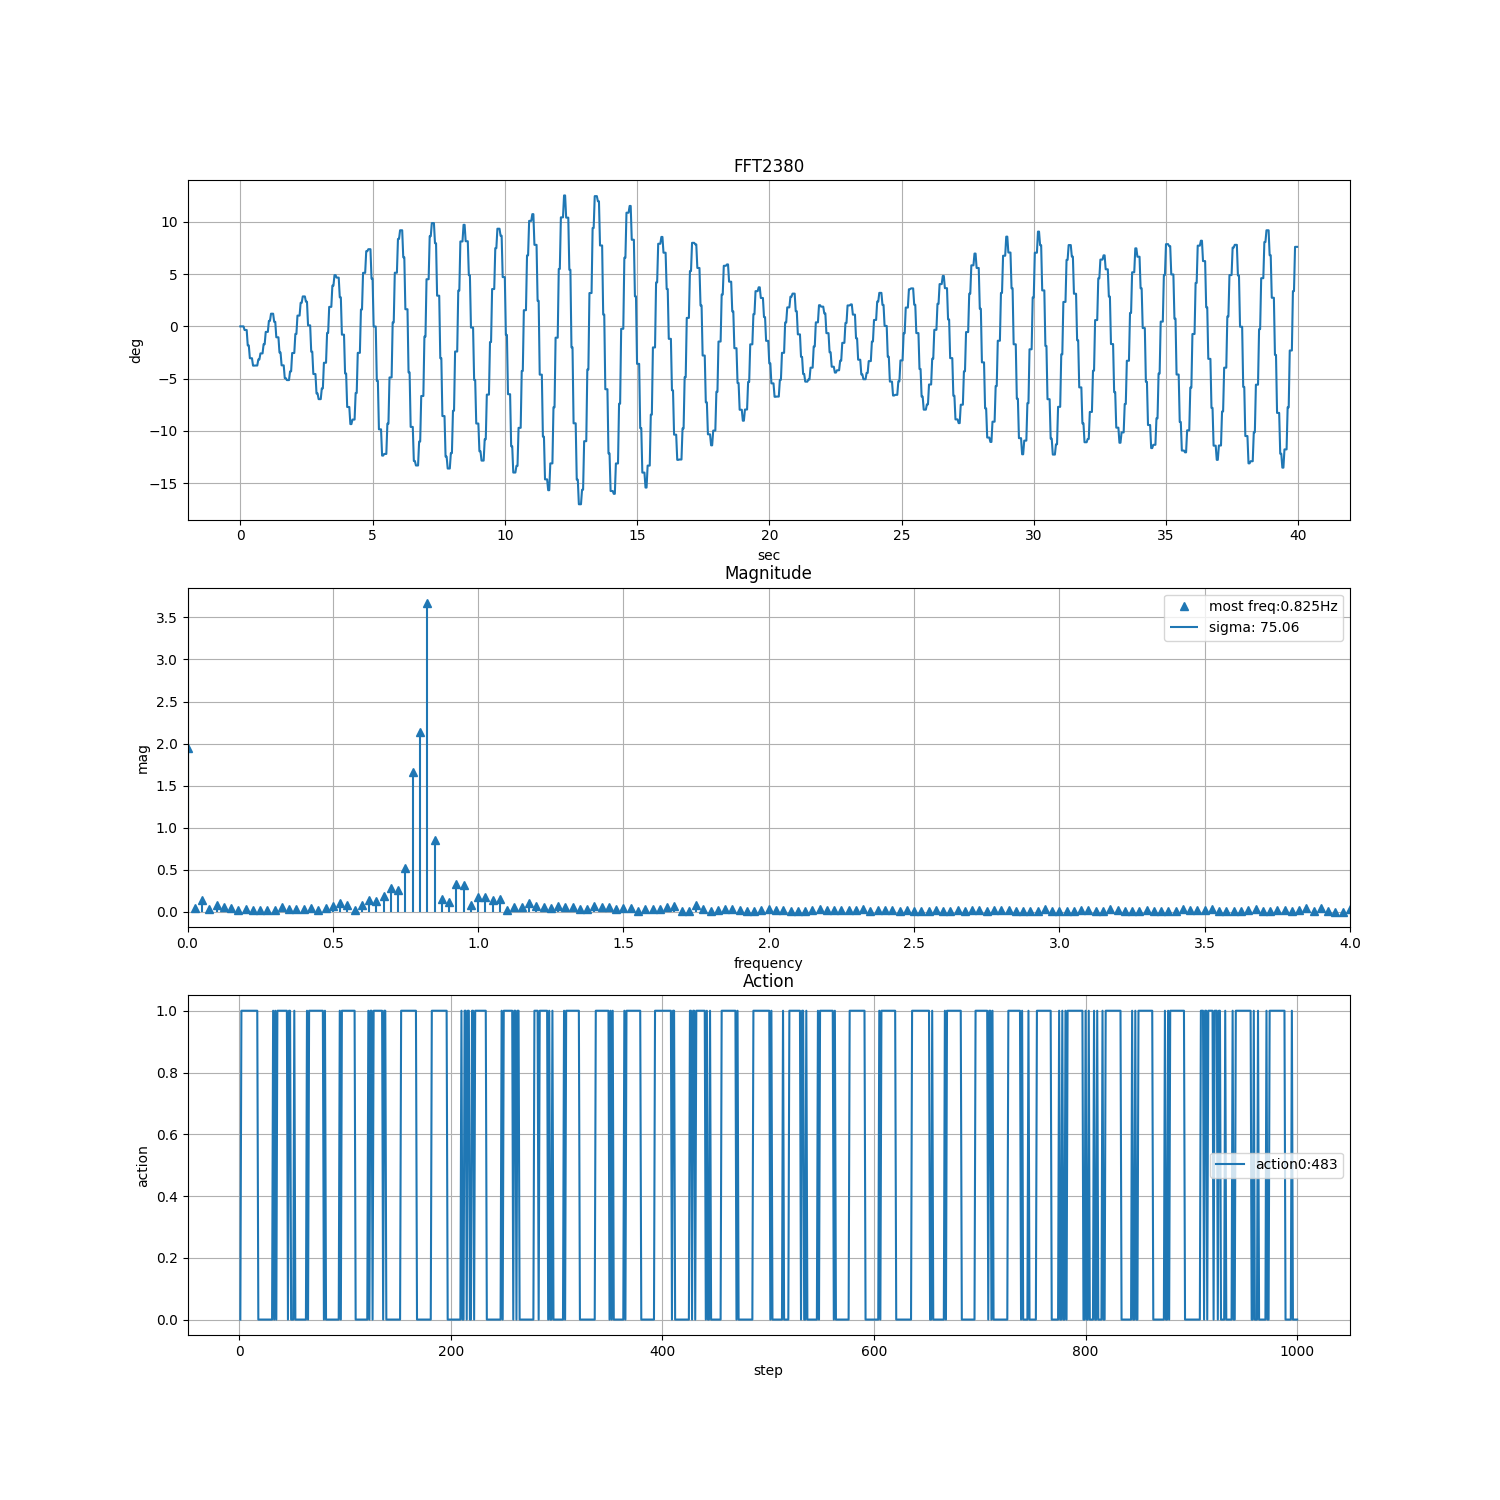 FFT2380
10
5
0
−5
−10
−15
deg
0 5 10 15 20 25 30 35 40
sec
Magnitude
most freq:0.825Hz
sigma: 75.06
3.5
3.0
2.5
2.0
1.5
1.0
0.5
0.0
mag
0.0 0.5 1.0 1.5 2.0 2.5 3.0 3.5 4.0
frequency
Action
1.0
0.8
0.6
0.4
0.2
0.0
action
action0:483
0 200 400 600 800 1000
step